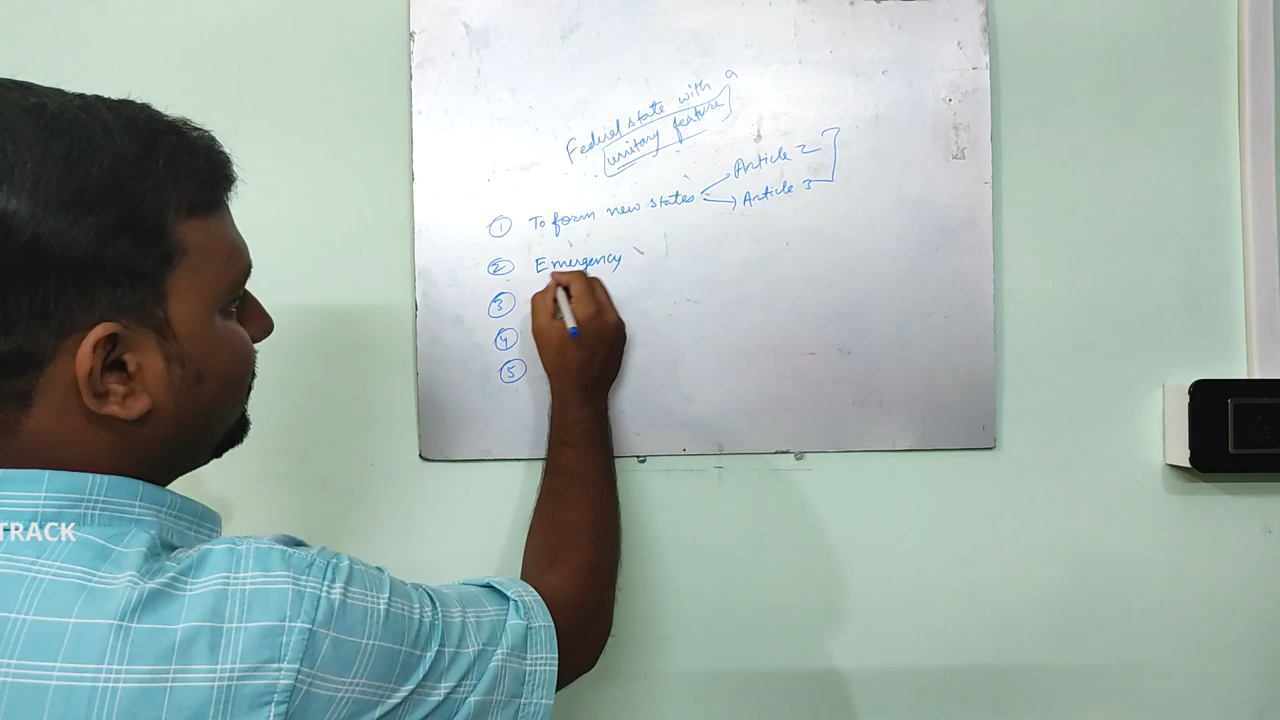 Federal state with a
unitary feature
① To form new states Article 2
Article 3
② Emergency
③
④
⑤
TRACK